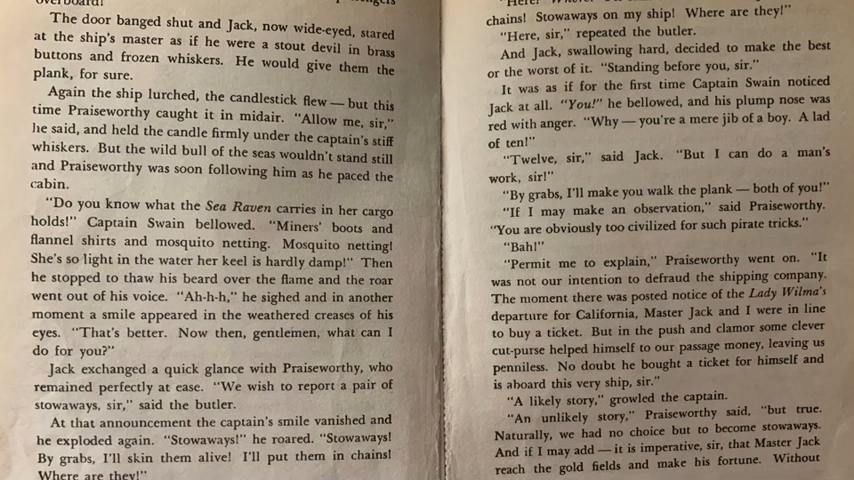 overboard!"
The door banged shut and Jack, now wide-eyed, stared
at the ship's master as if he were a stout devil in brass
buttons and frozen whiskers. He would give them the
plank, for sure.
Again the ship lurched, the candlestick flew — but this
time Praiseworthy caught it in midair. "Allow me, sir,"
he said, and held the candle firmly under the captain's stiff
whiskers. But the wild bull of the seas wouldn't stand still
and Praiseworthy was soon following him as he paced the
cabin.
"Do you know what the Sea Raven carries in her cargo
holds!" Captain Swain bellowed. "Miners' boots and
flannel shirts and mosquito netting. Mosquito netting!
She's so light in the water her keel is hardly damp!" Then
he stopped to thaw his beard over the flame and the roar
went out of his voice. "Ah-h-h," he sighed and in another
moment a smile appeared in the weathered creases of his
eyes. "That's better. Now then, gentlemen, what can I
do for you?"
Jack exchanged a quick glance with Praiseworthy, who
remained perfectly at ease. "We wish to report a pair of
stowaways, sir," said the butler.
At that announcement the captain's smile vanished and
he exploded again. "Stowaways!" he roared. "Stowaways!
By grabs, I'll skin them alive! I'll put them in chains!
Where are they!"
"Here!
chains! Stowaways on my ship! Where are they!"
"Here, sir," repeated the butler.
And Jack, swallowing hard, decided to make the best
or the worst of it. "Standing before you, sir."
It was as if for the first time Captain Swain noticed
Jack at all. "You!" he bellowed, and his plump nose was
red with anger. "Why — you're a mere jib of a boy. A lad
of ten!"
"Twelve, sir," said Jack. "But I can do a man's
work, sir!"
"By grabs, I'll make you walk the plank — both of you!"
"If I may make an observation," said Praiseworthy.
"You are obviously too civilized for such pirate tricks."
"Bah!"
"Permit me to explain," Praiseworthy went on. "It
was not our intention to defraud the shipping company.
The moment there was posted notice of the Lady Wilma's
departure for California, Master Jack and I were in line
to buy a ticket. But in the push and clamor some clever
cut-purse helped himself to our passage money, leaving us
penniless. No doubt he bought a ticket for himself and
is aboard this very ship, sir."
"A likely story," growled the captain.
"An unlikely story," Praiseworthy said, "but true.
Naturally, we had no choice but to become stowaways.
And if I may add — it is imperative, sir, that Master Jack
reach the gold fields and make his fortune. Without